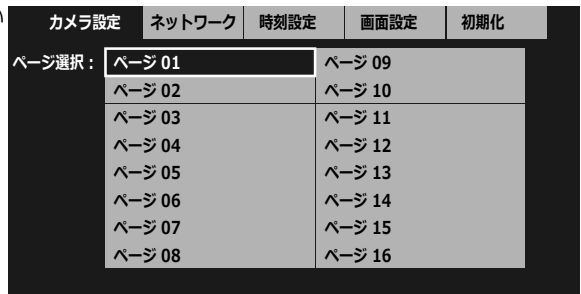 カメラ設定 ネットワーク 時刻設定 画面設定 初期化
ページ選択 : ページ 01 ページ 09
ページ 02 ページ 10
ページ 03 ページ 11
ページ 04 ページ 12
ページ 05 ページ 13
ページ 06 ページ 14
ページ 07 ページ 15
ページ 08 ページ 16